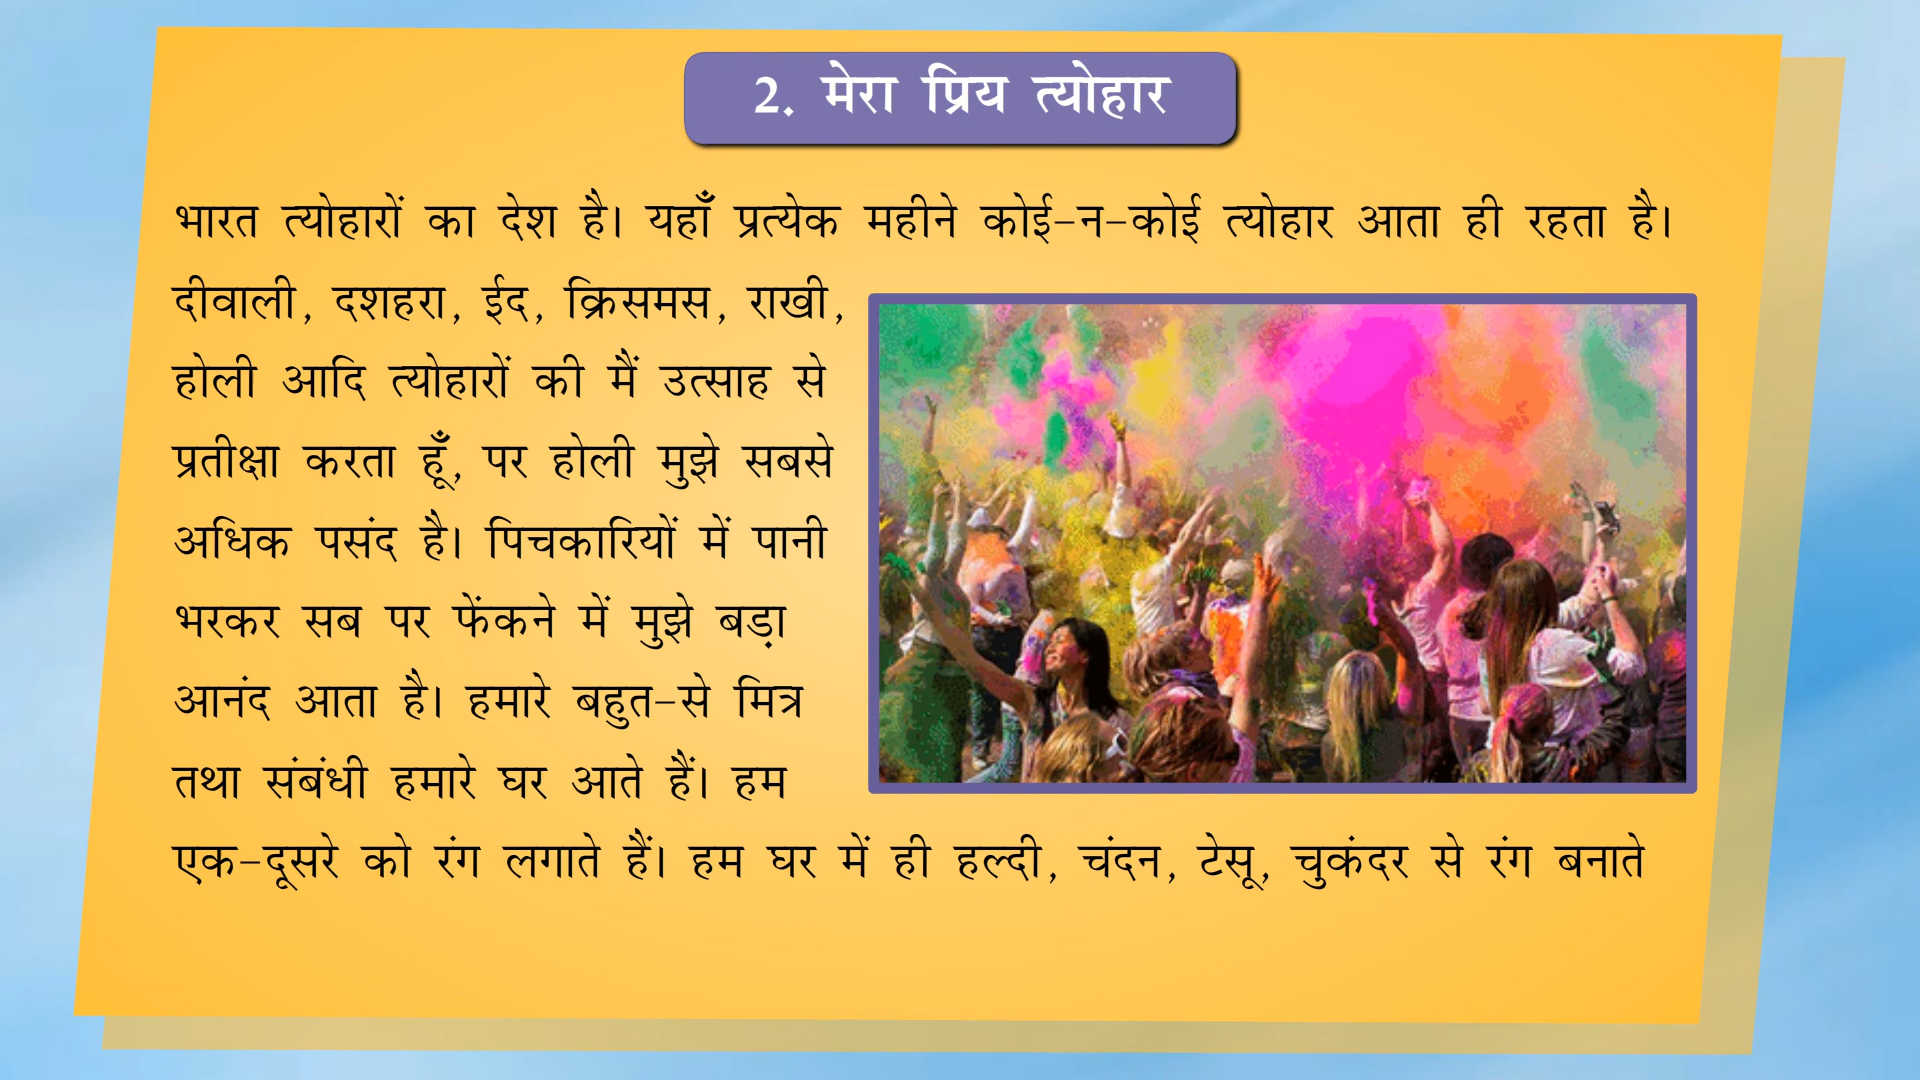 2. मेरा प्रिय त्योहार
भारत त्योहारों का देश है। यहाँ प्रत्येक महीने कोई-न-कोई त्योहार आता ही रहता है।
दीवाली, दशहरा, ईद, क्रिसमस, राखी,
होली आदि त्योहारों की मैं उत्साह से
प्रतीक्षा करता हूँ, पर होली मुझे सबसे
अधिक पसंद है। पिचकारियों में पानी
भरकर सब पर फेंकने में मुझे बड़ा
आनंद आता है। हमारे बहुत-से मित्र
तथा संबंधी हमारे घर आते हैं। हम
एक-दूसरे को रंग लगाते हैं। हम घर में ही हल्दी, चंदन, टेसू, चुकंदर से रंग बनाते